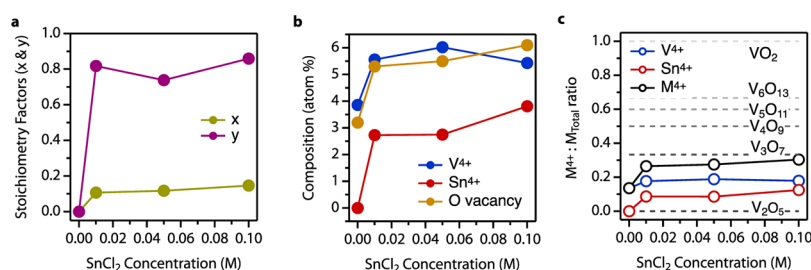 a
Stoichiometry Factors (x & y)
1.0
0.8
0.6
0.4
0.2
0.0
x
y
0.00 0.02 0.04 0.06 0.08 0.10
SnCl₂ Concentration (M)
b
Composition (atom %)
6
5
4
3
2
1
0
V⁴⁺
Sn⁴⁺
O vacancy
0.00 0.02 0.04 0.06 0.08 0.10
SnCl₂ Concentration (M)
c
M⁴⁺ : M_Total ratio
1.0
0.8
0.6
0.4
0.2
0.0
V⁴⁺
Sn⁴⁺
M⁴⁺
VO₂
V₆O₁₃
V₅O₁₁
V₄O₉
V₃O₇
V₂O₅
0.00 0.02 0.04 0.06 0.08 0.10
SnCl₂ Concentration (M)